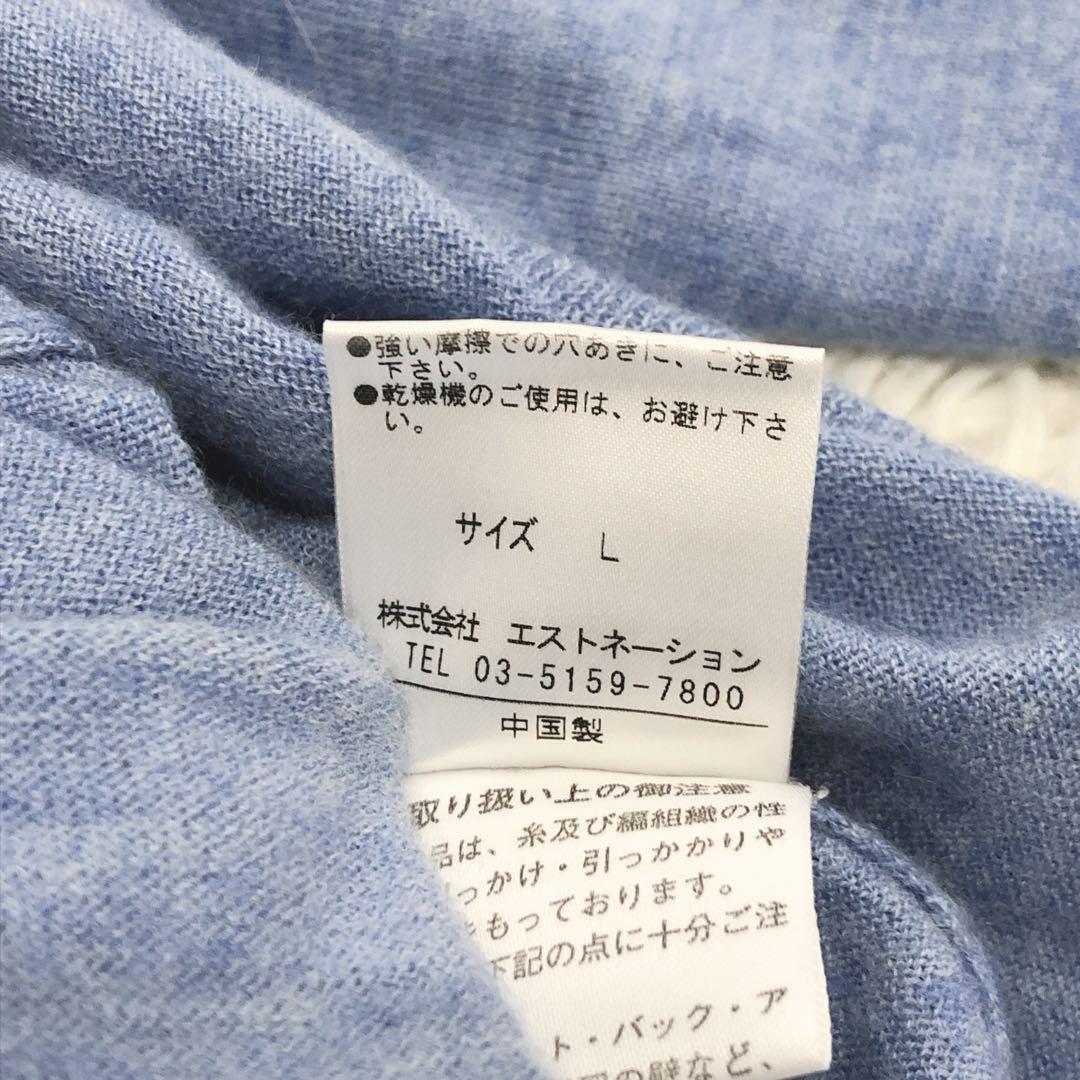 ●強い摩擦での穴あきに、ご注意
下さい。
●乾燥機のご使用は、お避け下さ
い。
サイズ L
株式会社 エストネーション
TEL 03-5159-7800
中国製
取り扱い上の御注意
品は、糸及び編組織の性
っかけ・引っかかりや
もっております。
下記の点に十分ご注
ト・バック・ア
の壁など、